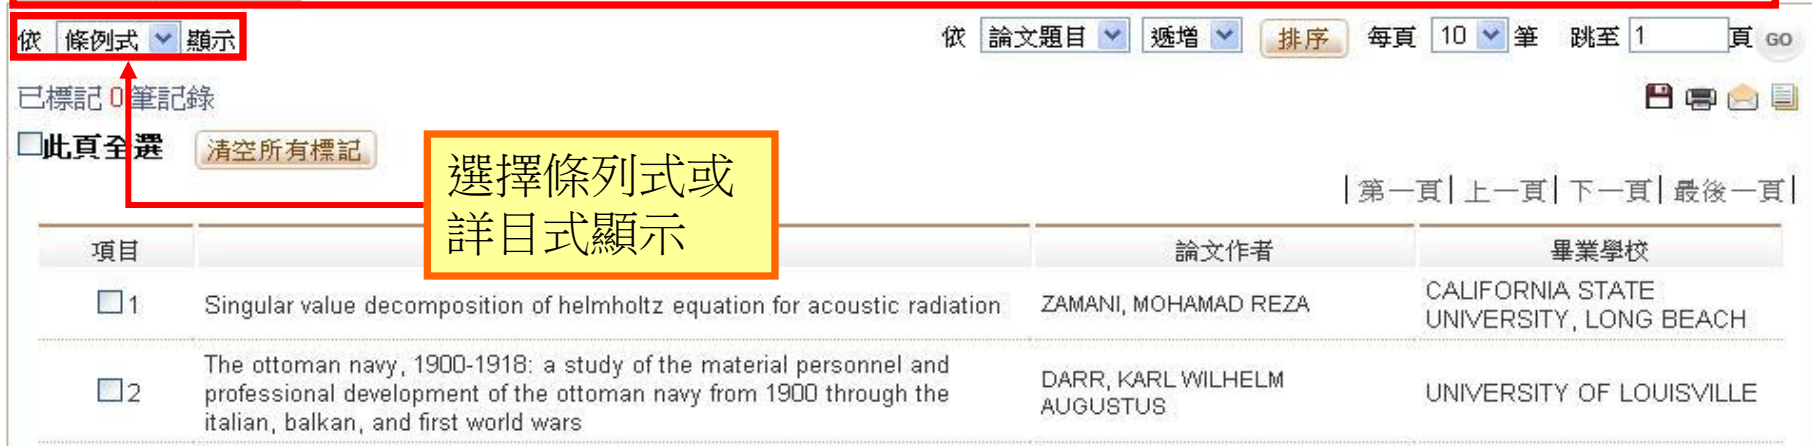 依 條例式 顯示 依 論文題目 遞增 排序 每頁 10 筆 跳至 1 頁 GO
已標記 0 筆記錄
此頁全選 清空所有標記
選擇條列式或
詳目式顯示
|第一頁|上一頁|下一頁|最後一頁|
項目 論文作者 畢業學校
1 Singular value decomposition of helmholtz equation for acoustic radiation ZAMANI, MOHAMAD REZA CALIFORNIA STATE
UNIVERSITY, LONG BEACH
2 The ottoman navy, 1900-1918: a study of the material personnel and
professional development of the ottoman navy from 1900 through the
italian, balkan, and first world wars
DARR, KARL WILHELM
AUGUSTUS
UNIVERSITY OF LOUISVILLE